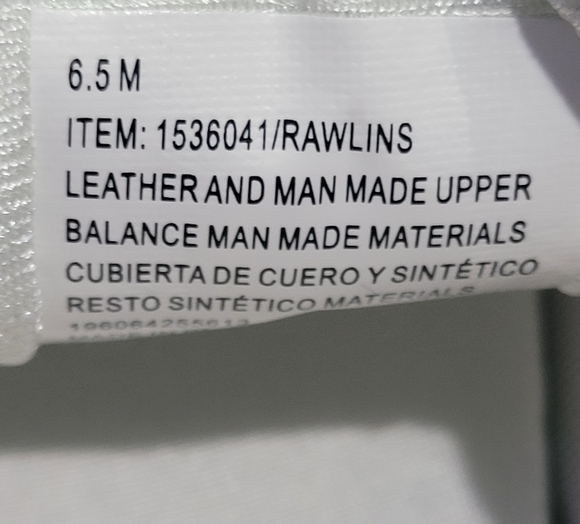 6.5 M
ITEM: 1536041/RAWLINS
LEATHER AND MAN MADE UPPER
BALANCE MAN MADE MATERIALS
CUBIERTA DE CUERO Y SINTÉTICO
RESTO SINTÉTICO MATERIALS